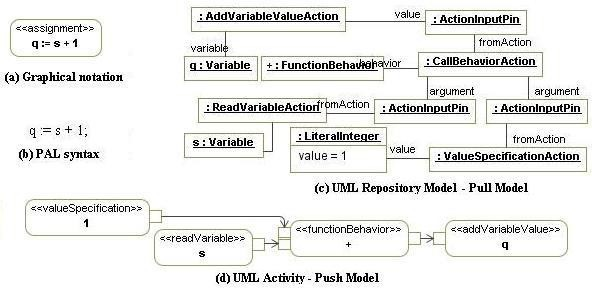 <<assignment>>
q := s + 1
(a) Graphical notation
q := s + 1;
(b) PAL syntax
: AddVariableValueAction
value
: ActionInputPin
variable
fromAction
q : Variable
+ : FunctionBehavior
behavior
: CallBehaviorAction
argument
argument
: ReadVariableAction
fromAction
: ActionInputPin
: ActionInputPin
s : Variable
: LiteralInteger
value = 1
value
fromAction
: ValueSpecificationAction
(c) UML Repository Model - Pull Model
<<valueSpecification>>
1
<<readVariable>>
s
<<functionBehavior>>
+
<<addVariableValue>>
q
(d) UML Activity - Push Model